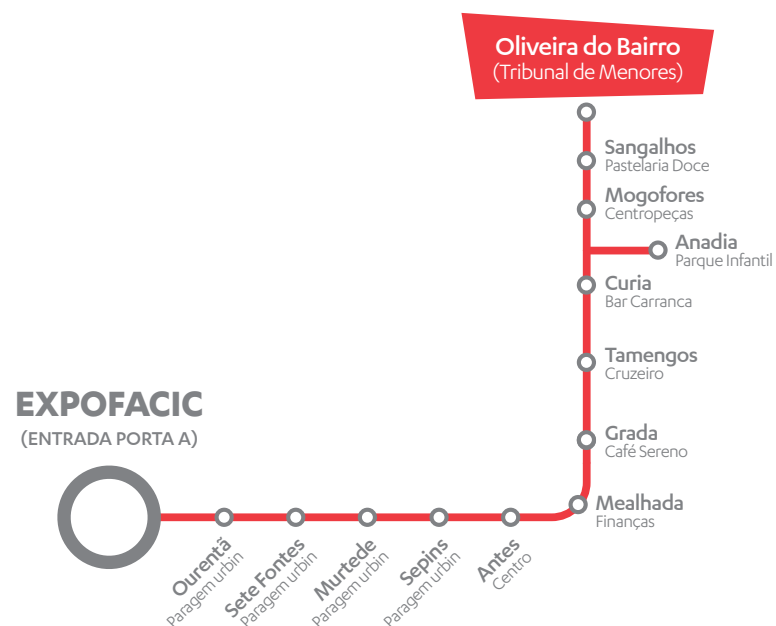 Oliveira do Bairro
(Tribunal de Menores)
Sangalhos
Pastelaria Doce
Mogofores
Centropeças
Anadia
Parque Infantil
Curia
Bar Carranca
Tamengos
Cruzeiro
EXPOFACIC
(ENTRADA PORTA A)
Grada
Café Sereno
Mealhada
Finanças
Ourentã
Paragem urbin
Sete Fontes
Paragem urbin
Murtede
Paragem urbin
Sepins
Paragem urbin
Antes
Centro